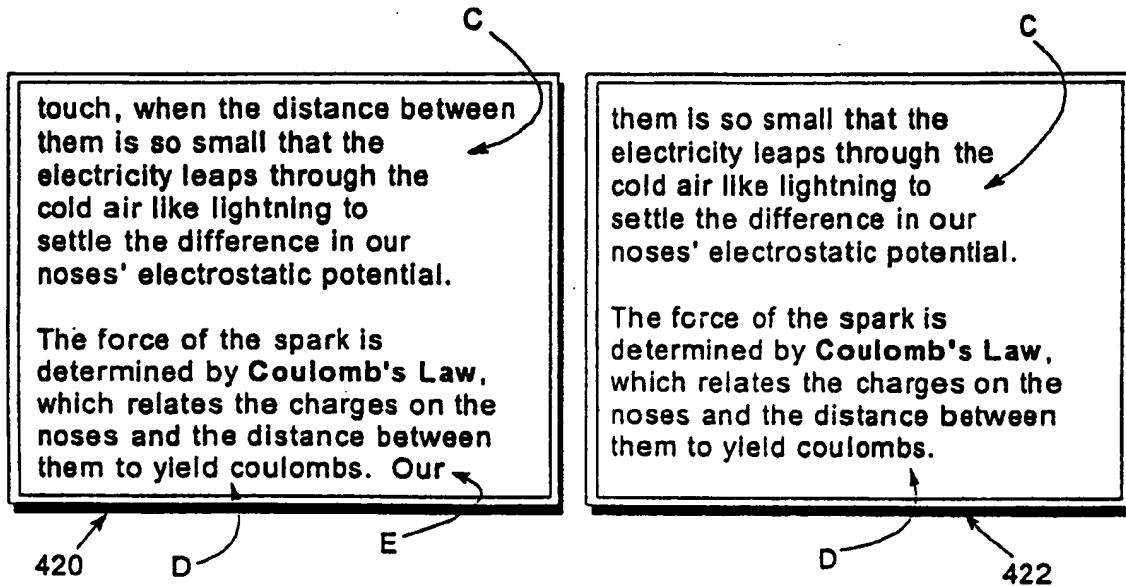 C
touch, when the distance between
them is so small that the
electricity leaps through the
cold air like lightning to
settle the difference in our
noses' electrostatic potential.
The force of the spark is
determined by Coulomb's Law,
which relates the charges on the
noses and the distance between
them to yield coulombs. Our
420
D
E
C
them is so small that the
electricity leaps through the
cold air like lightning to
settle the difference in our
noses' electrostatic potential.
The force of the spark is
determined by Coulomb's Law,
which relates the charges on the
noses and the distance between
them to yield coulombs.
D
422